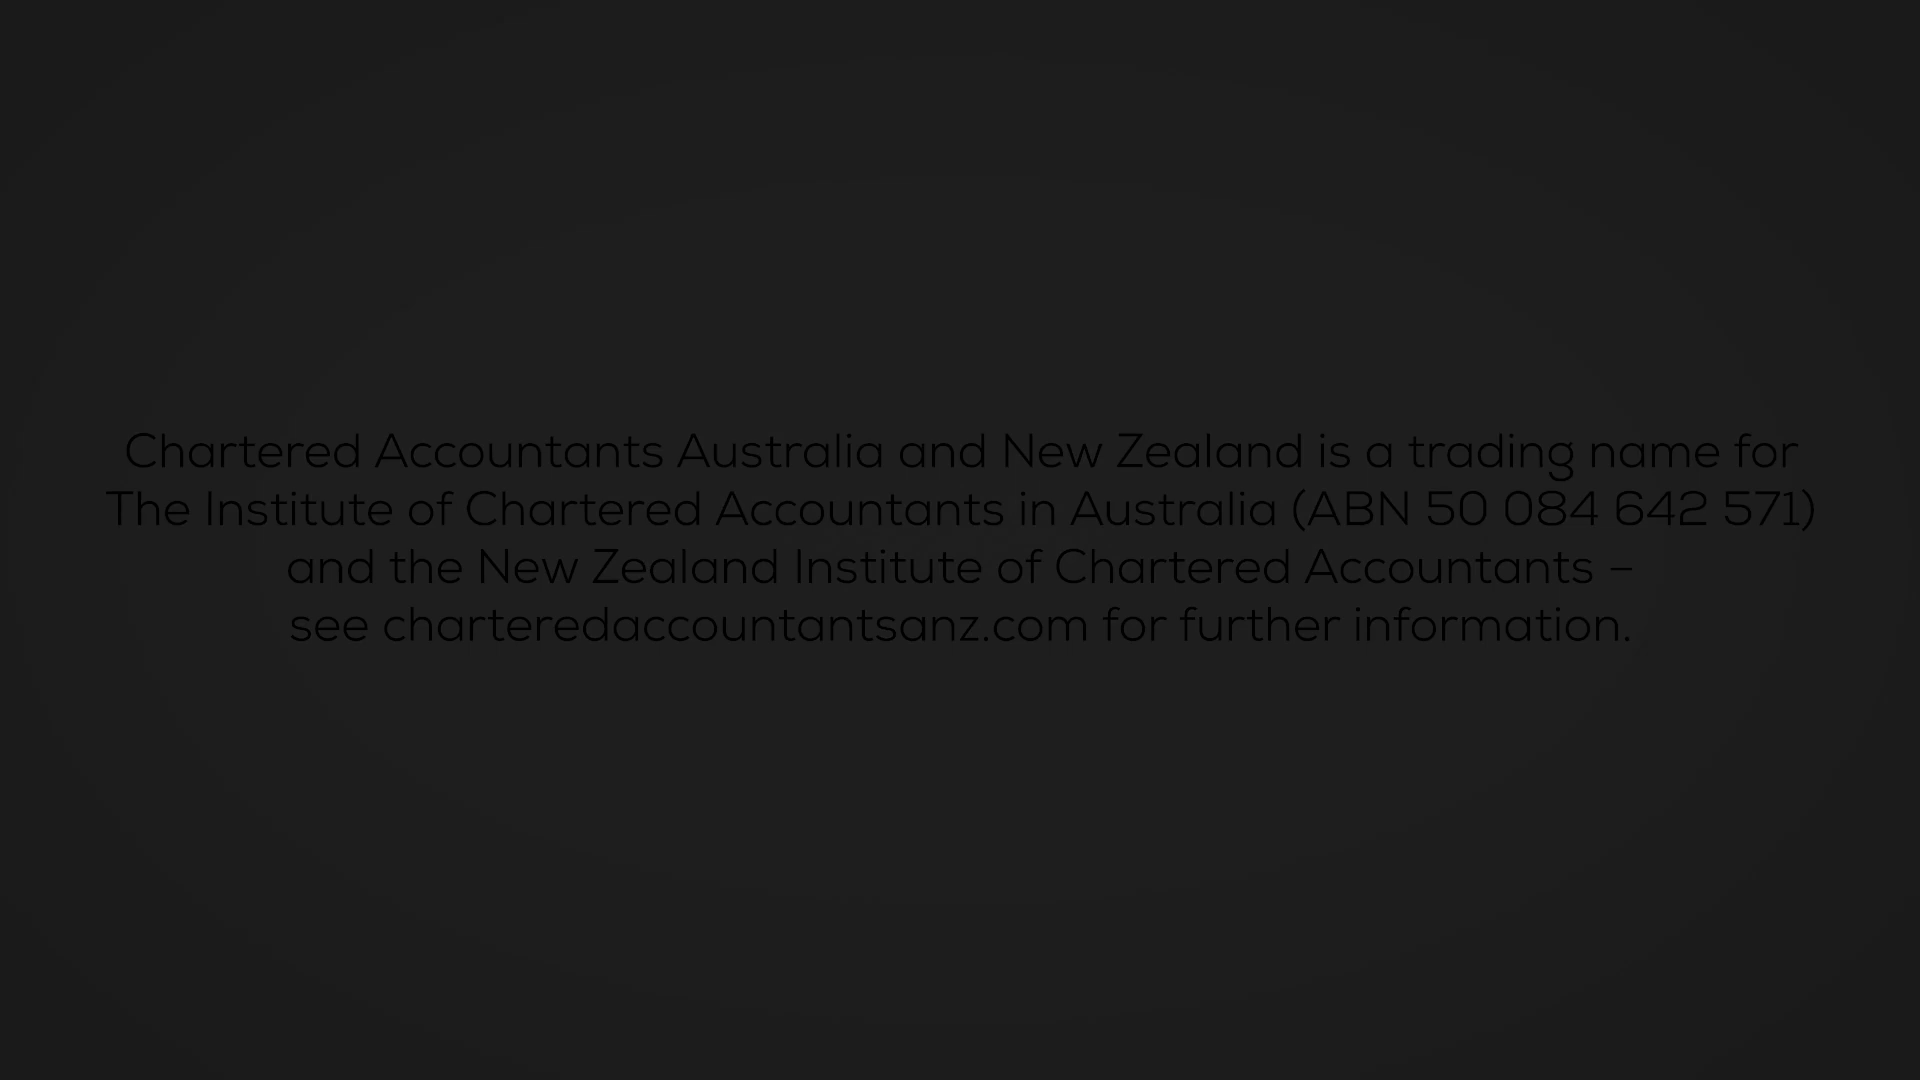 Chartered Accountants Australia and New Zealand is a trading name for
The Institute of Chartered Accountants in Australia (ABN 50 084 642 571)
and the New Zealand Institute of Chartered Accountants –
see charteredaccountantsanz.com for further information.